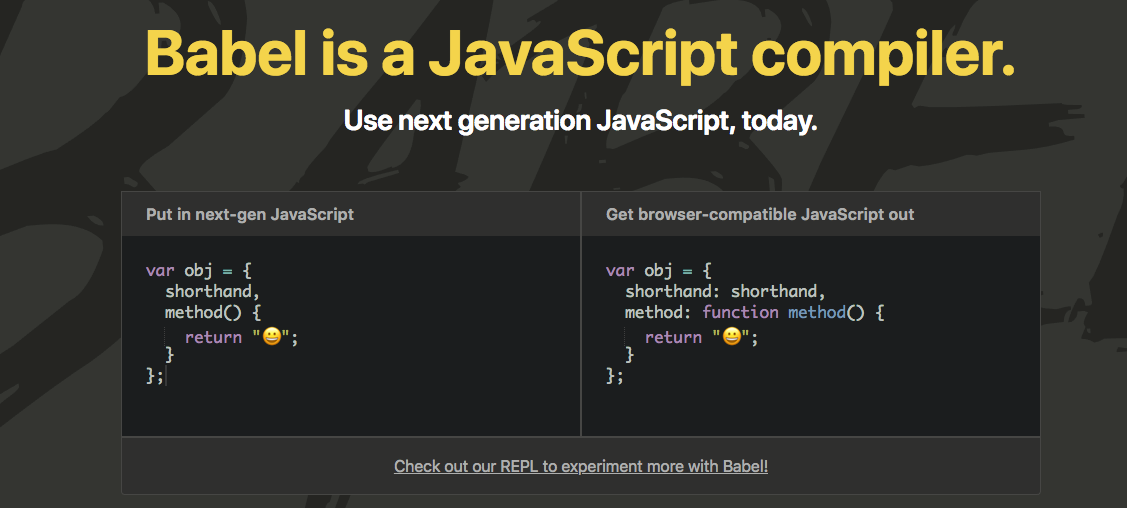 Babel is a JavaScript compiler.
Use next generation JavaScript, today.
Put in next-gen JavaScript
var obj = {
  shorthand,
  method() {
    return "😀";
  }
};
Get browser-compatible JavaScript out
var obj = {
  shorthand: shorthand,
  method: function method() {
    return "😀";
  }
};
Check out our REPL to experiment more with Babel!